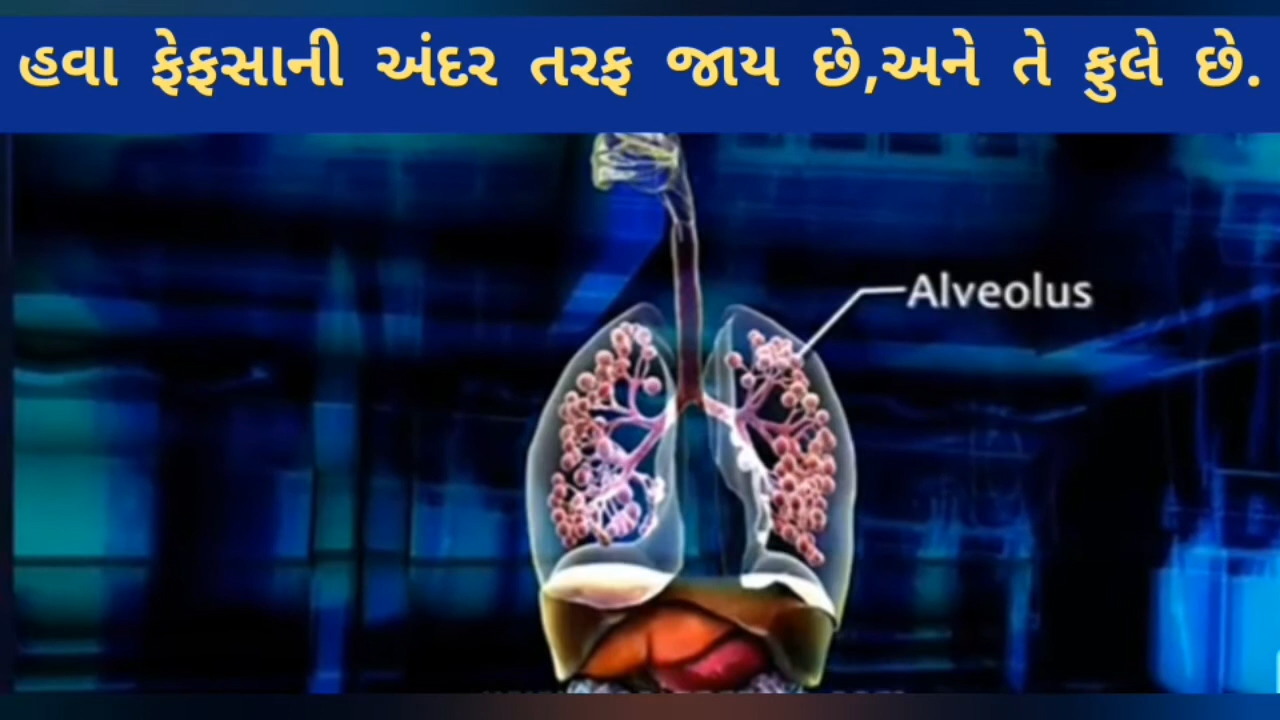 હવા ફેફસાની અંદર તરફ જાય છે,અને તે ફુલે છે.
Alveolus